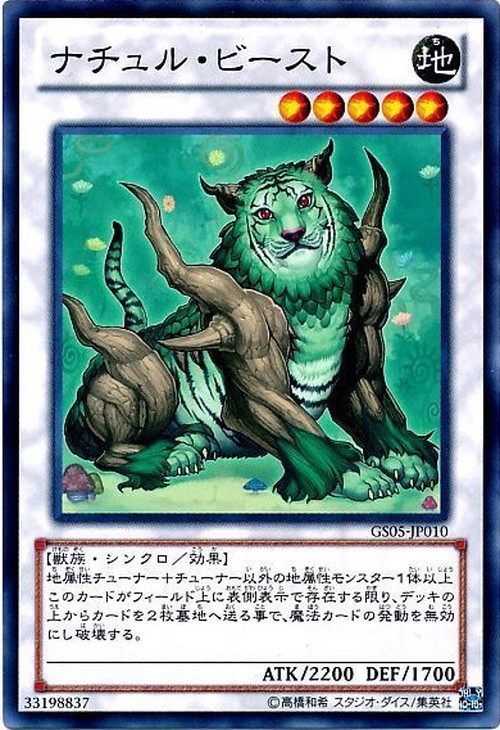 ナチュル・ビースト
地
GS05-JP010
【獣族・シンクロ／効果】
地属性チューナー＋チューナー以外の地属性モンスター１体以上
このカードがフィールド上に表側表示で存在する限り、デッキの
上からカードを２枚墓地へ送る事で、魔法カードの発動を無効
にし破壊する。
ATK/2200 DEF/1700
33198837
©高橋和希 スタジオ・ダイス/集英社